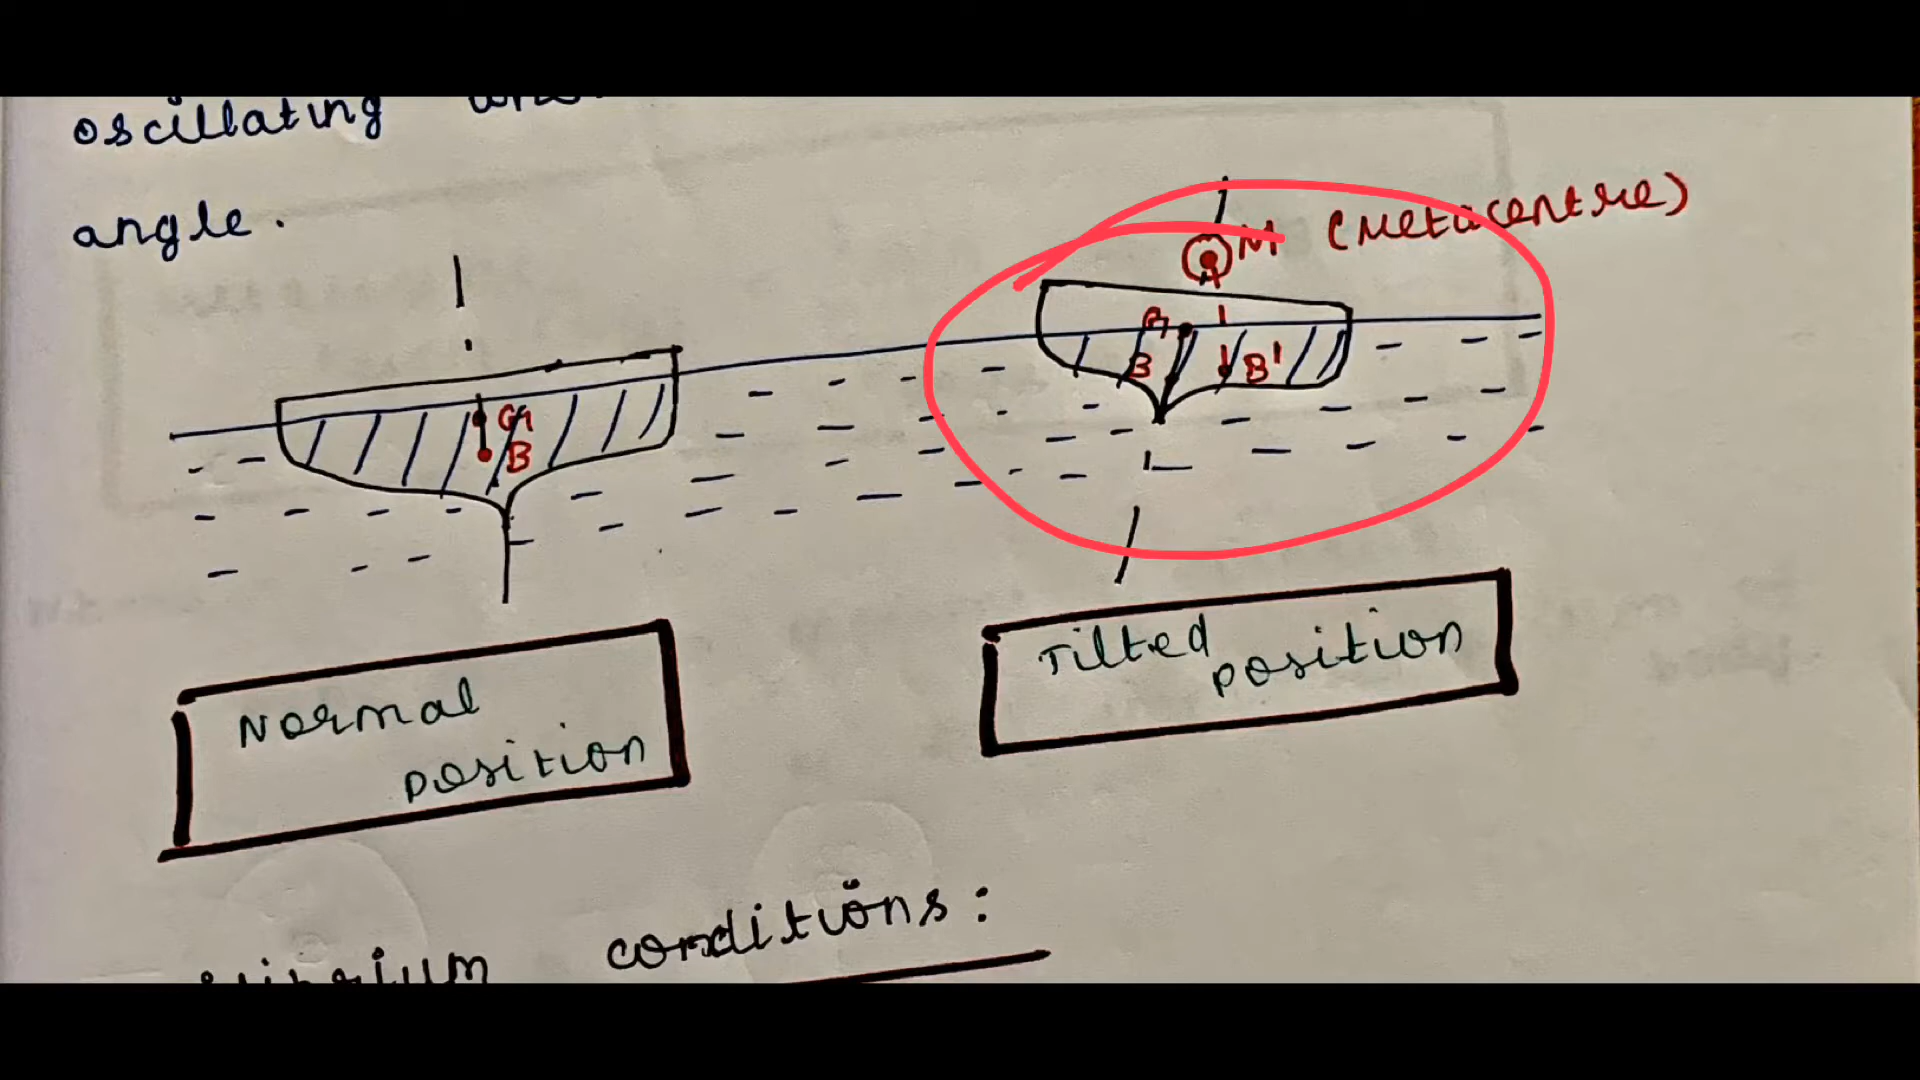 oscillating
angle.
M (Metacentre)
G
B B'
G
B
Tilted
position
Normal
position
conditions: